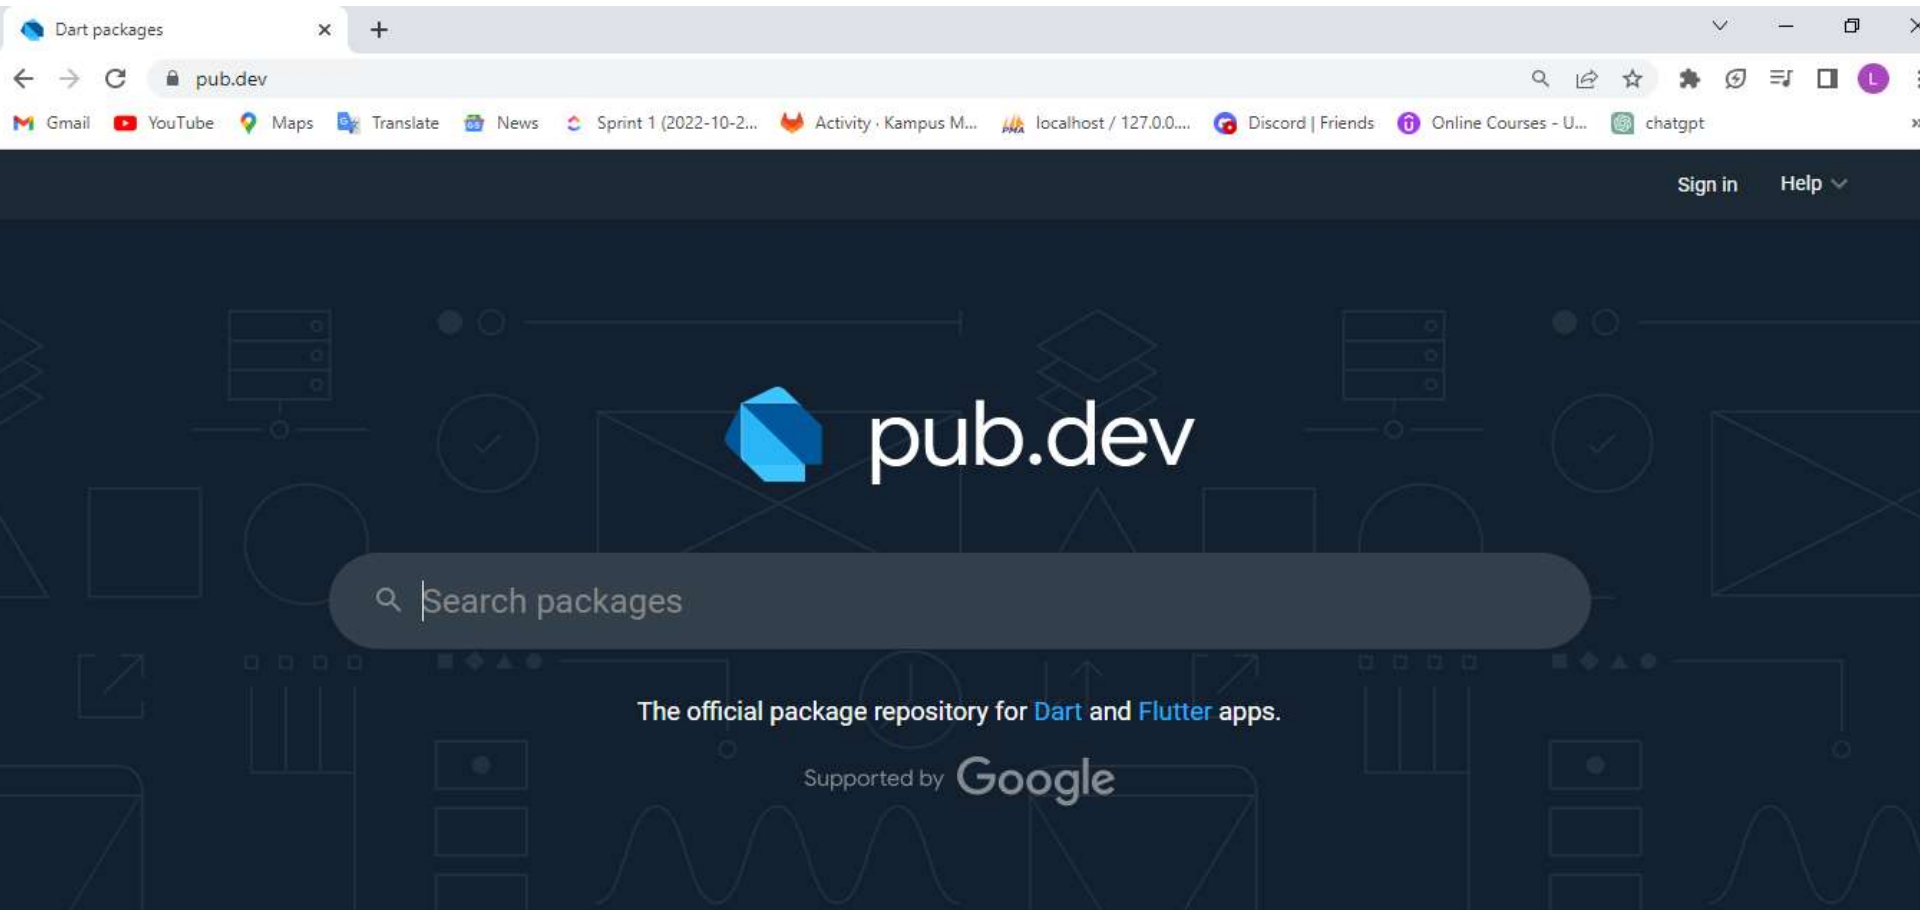 Dart packages
pub.dev
L
Gmail YouTube Maps Translate News Sprint 1 (2022-10-2... Activity · Kampus M... localhost / 127.0.0.... Discord | Friends Online Courses - U... chatgpt »
Sign in Help
pub.dev
Search packages
The official package repository for Dart and Flutter apps.
Supported by Google